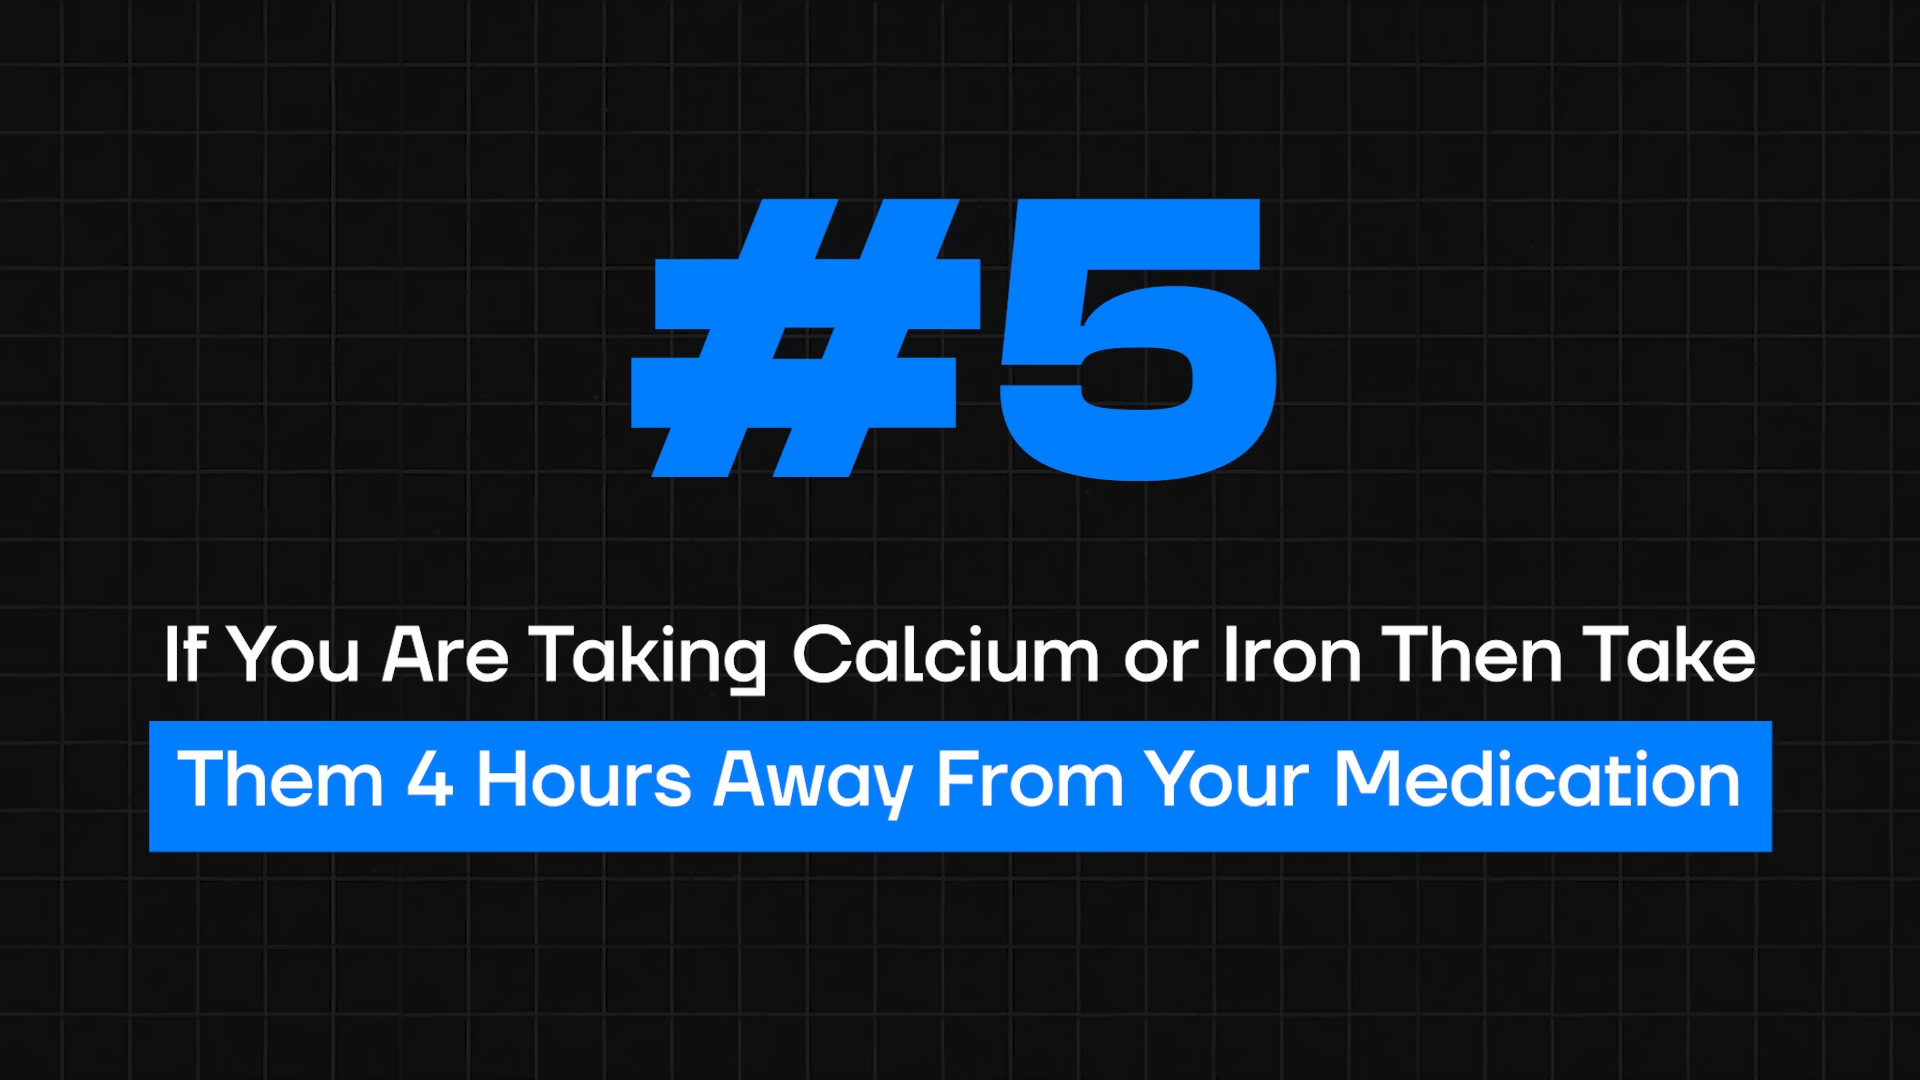 #5
If You Are Taking Calcium or Iron Then Take
Them 4 Hours Away From Your Medication